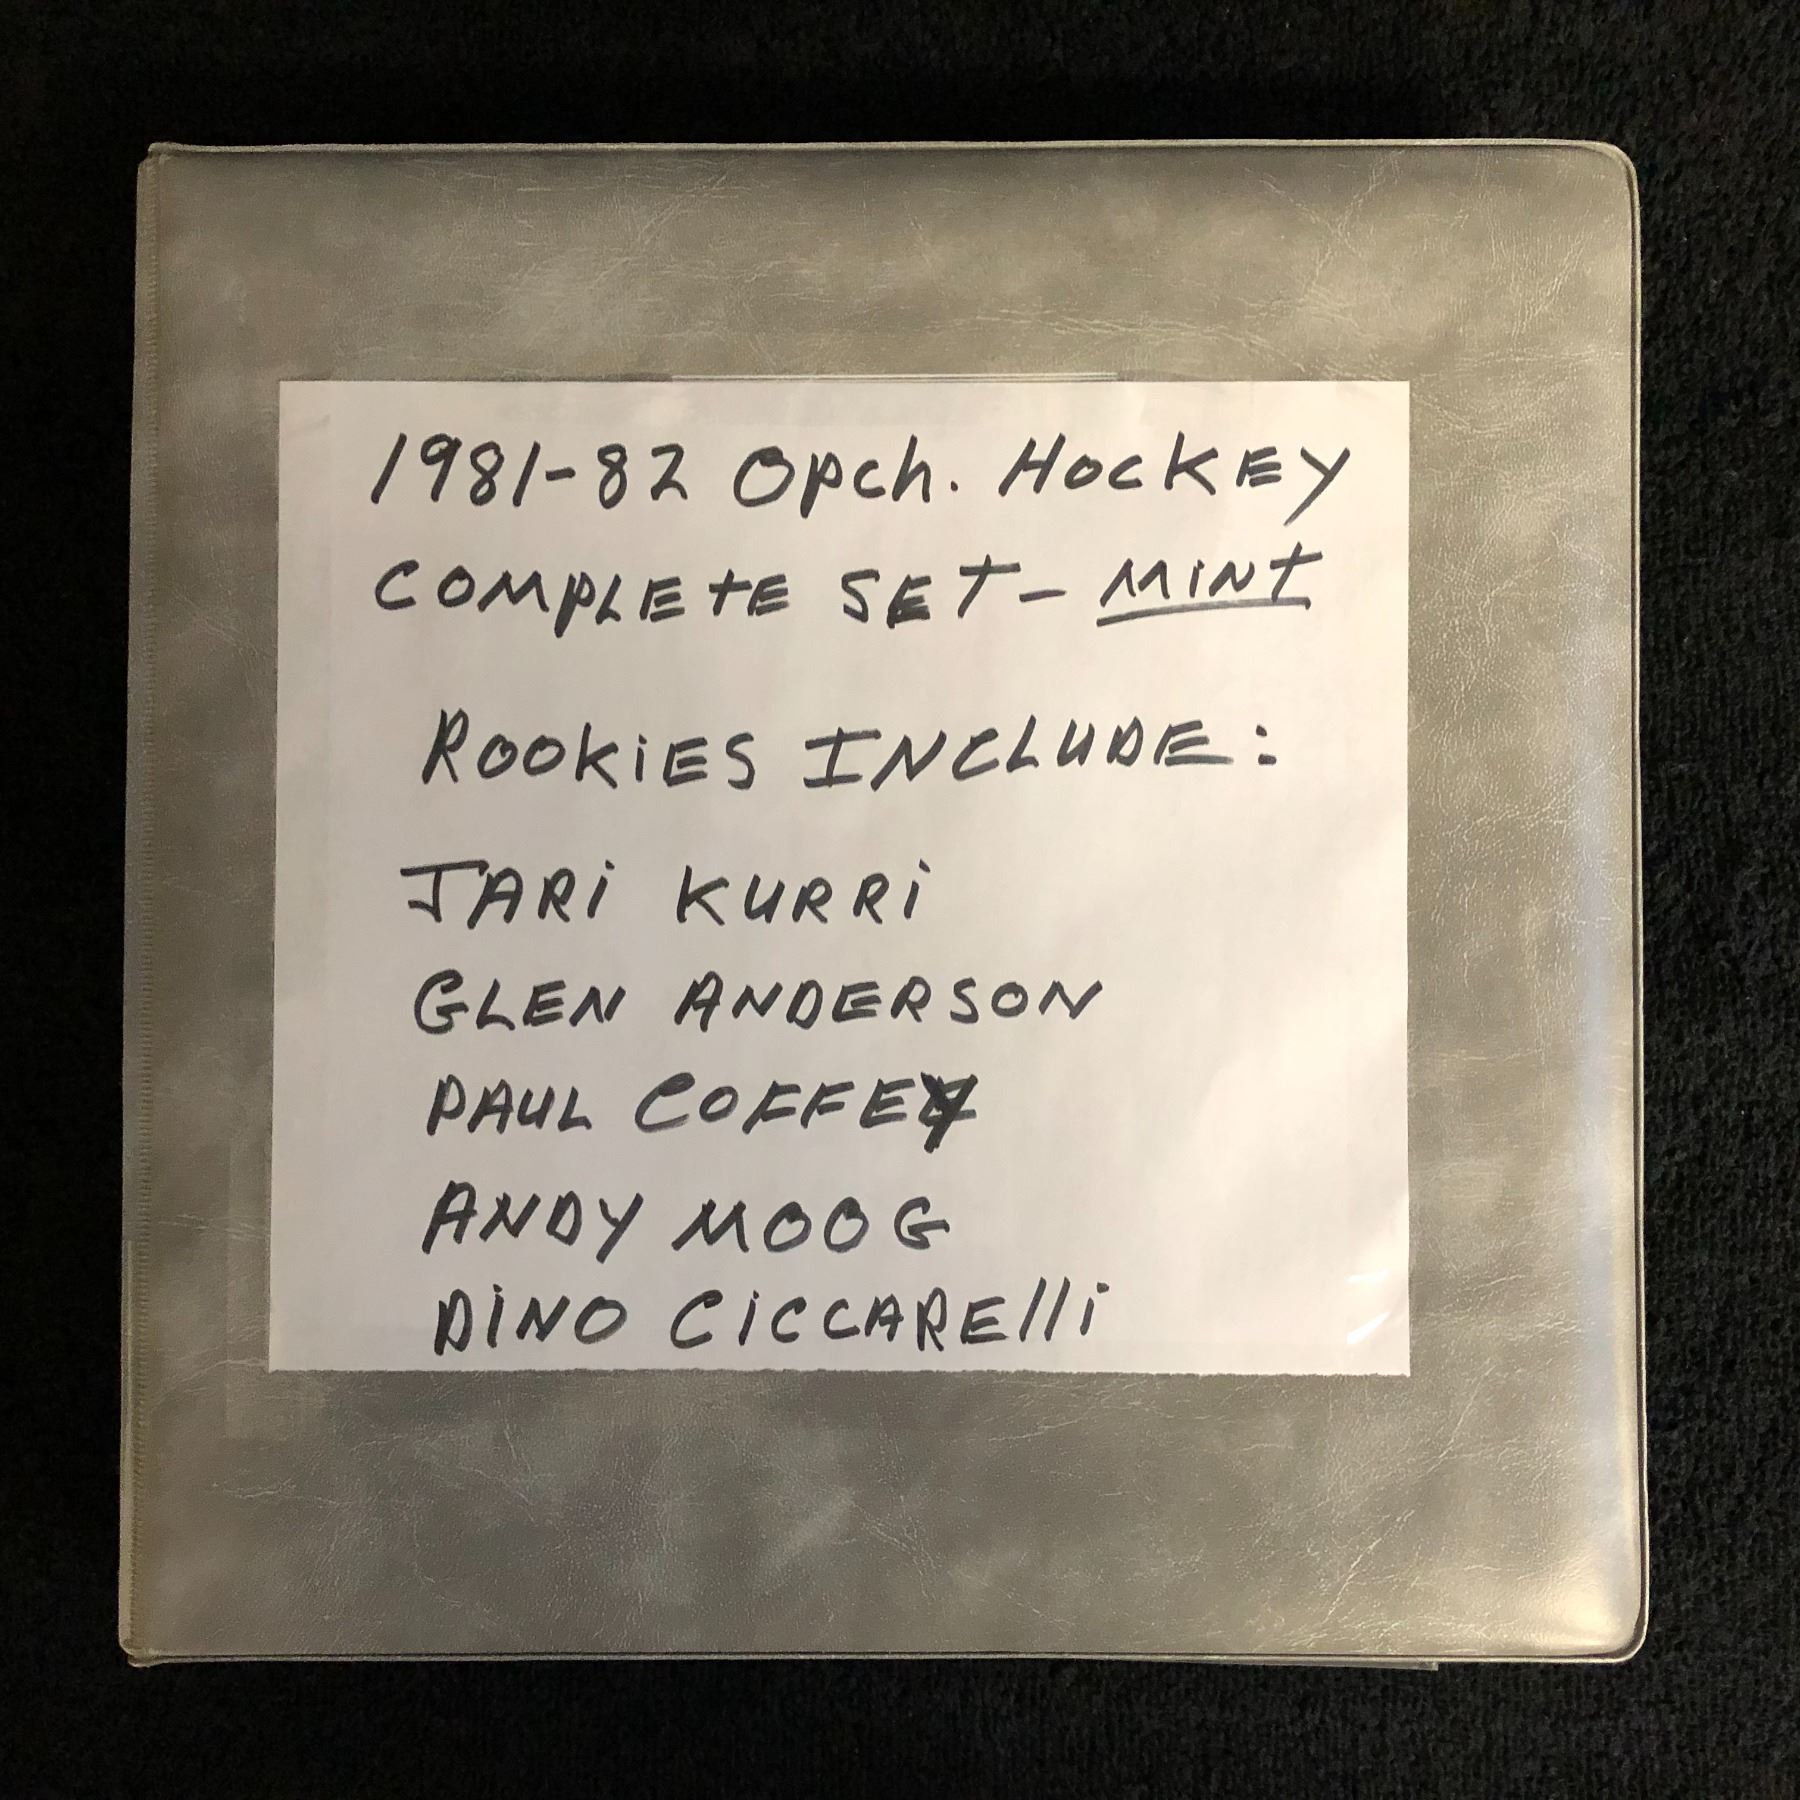 1981-82 Opch. HOCKEY
COMPLETE SET - MINT
ROOKIES INCLUDE:
JARI KURRI
GLEN ANDERSON
PAUL COFFEY
ANDY MOOG
DINO CICCARElli